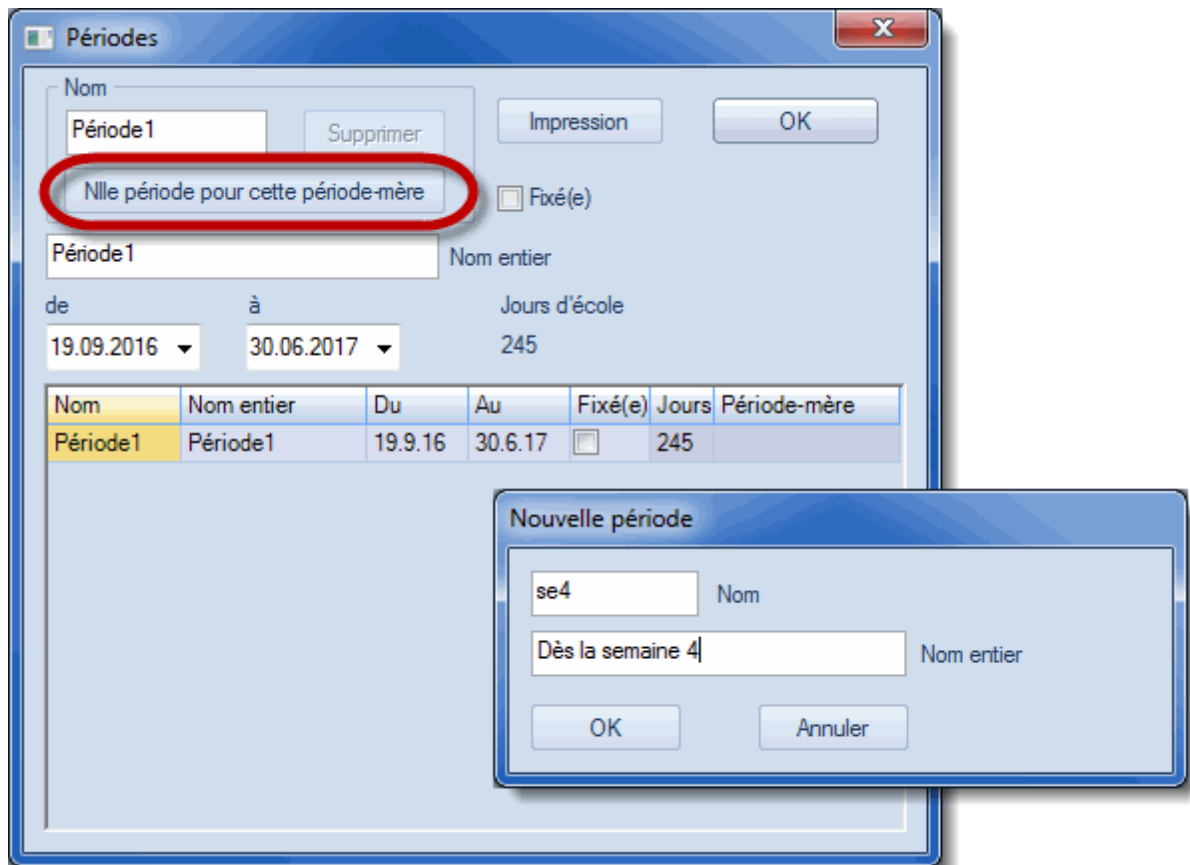 Périodes
Nom
Période1 Supprimer Impression OK
Nlle période pour cette période-mère Fixé(e)
Période1 Nom entier
de à Jours d'école
19.09.2016 30.06.2017 245
Nom Nom entier Du Au Fixé(e) Jours Période-mère
Période1 Période1 19.9.16 30.6.17 245
Nouvelle période
se4 Nom
Dès la semaine 4 Nom entier
OK Annuler